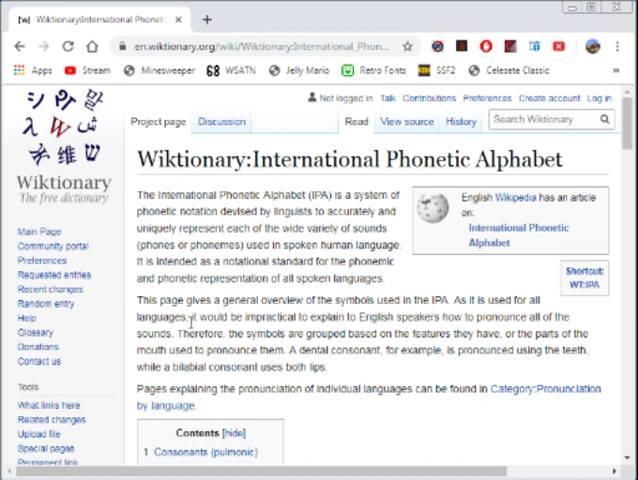 [w] Wiktionary:International Phoneti
en.wiktionary.org/wiki/Wiktionary:International_Phon...
Apps Stream Minesweeper 68 WSATN Jelly Mario Retro Fonts SSF2 Celesete Classic »
Not logged in Talk Contributions Preferences Create account Log in
Project page Discussion Read View source History Search Wiktionary
Wiktionary
The free dictionary
Main Page
Community portal
Preferences
Requested entries
Recent changes
Random entry
Help
Glossary
Donations
Contact us
Tools
What links here
Related changes
Upload file
Special pages
Permanent link
Wiktionary:International Phonetic Alphabet
The International Phonetic Alphabet (IPA) is a system of
phonetic notation devised by linguists to accurately and
uniquely represent each of the wide variety of sounds
(phones or phonemes) used in spoken human language.
It is intended as a notational standard for the phonemic
and phonetic representation of all spoken languages.
English Wikipedia has an article
on:
International Phonetic
Alphabet
Shortcut:
WT:IPA
This page gives a general overview of the symbols used in the IPA. As it is used for all
languages, it would be impractical to explain to English speakers how to pronounce all of the
sounds. Therefore, the symbols are grouped based on the features they have, or the parts of the
mouth used to pronounce them. A dental consonant, for example, is pronounced using the teeth,
while a bilabial consonant uses both lips.
Pages explaining the pronunciation of individual languages can be found in Category:Pronunciation
by language.
Contents [hide]
1 Consonants (pulmonic)